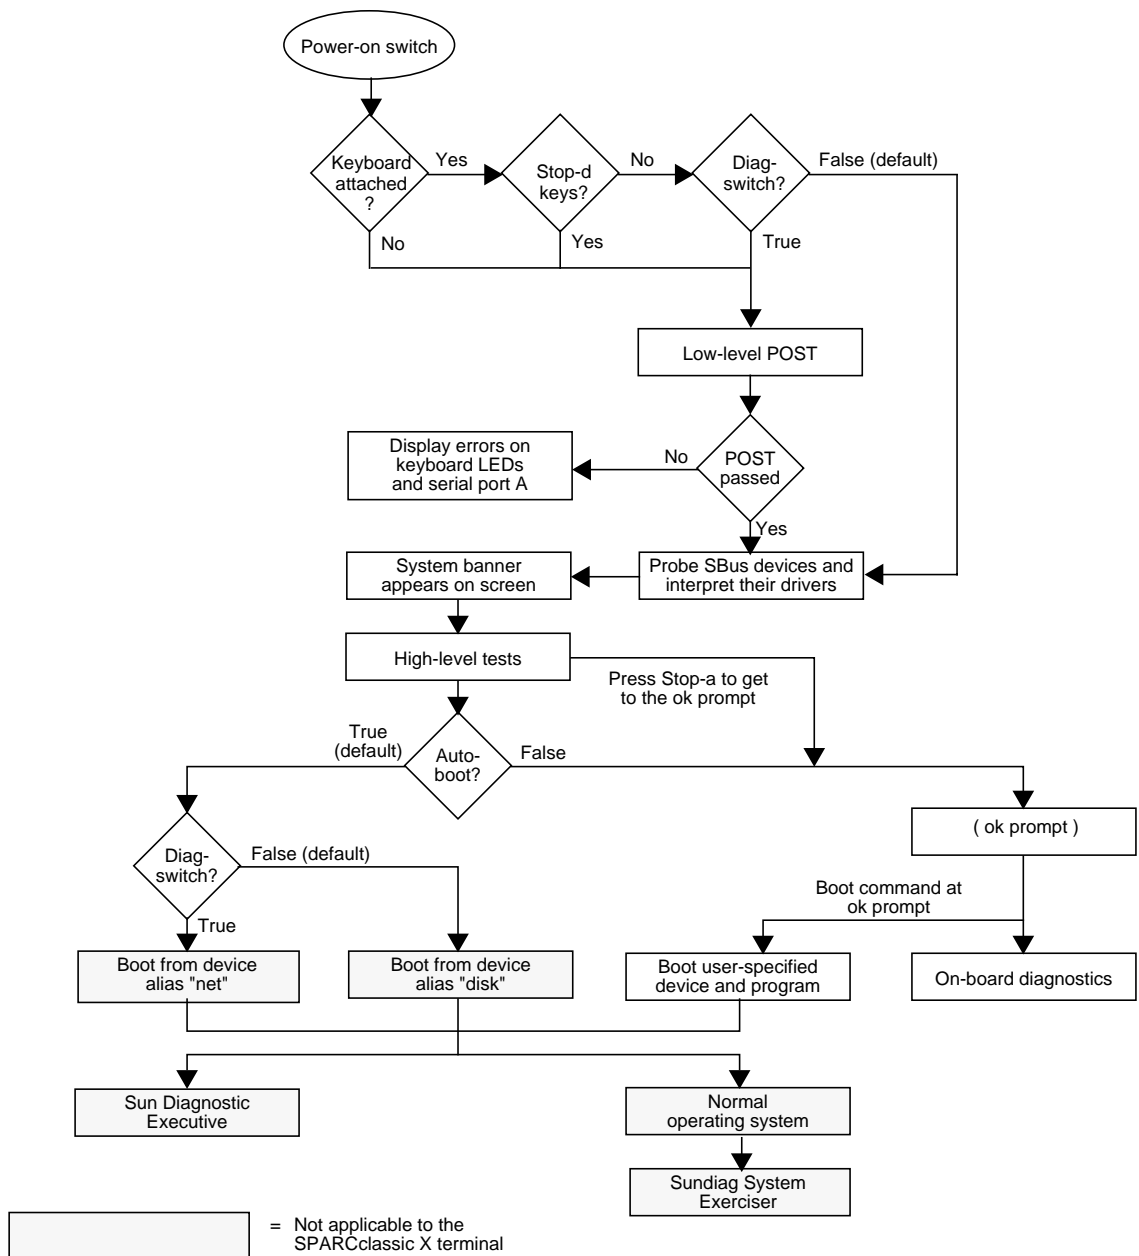 Power-on switch
Keyboard
attached
?
Yes
No
Stop-d
keys?
No
Yes
Diag-
switch?
False (default)
True
Low-level POST
POST
passed
No
Yes
Display errors on
keyboard LEDs
and serial port A
Probe SBus devices and
interpret their drivers
System banner
appears on screen
High-level tests
Press Stop-a to get
to the ok prompt
Auto-
boot?
True
(default)
False
( ok prompt )
Diag-
switch?
False (default)
True
Boot command at
ok prompt
Boot from device
alias "net"
Boot from device
alias "disk"
Boot user-specified
device and program
On-board diagnostics
Sun Diagnostic
Executive
Normal
operating system
Sundiag System
Exerciser
= Not applicable to the
SPARCclassic X terminal